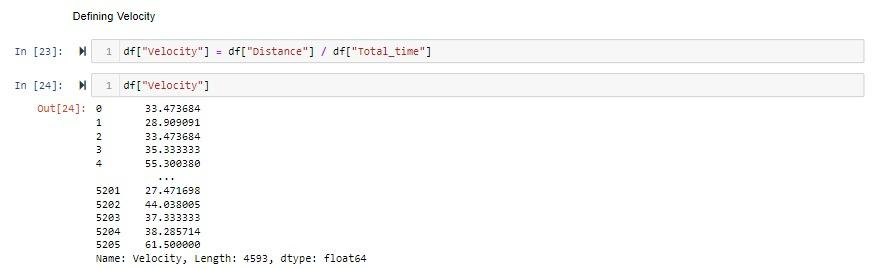 Defining Velocity
In [23]: 1 df["Velocity"] = df["Distance"] / df["Total_time"]
In [24]: 1 df["Velocity"]
Out[24]: 0 33.473684
1 28.909091
2 33.473684
3 35.333333
4 55.300380
...
5201 27.471698
5202 44.038005
5203 37.333333
5204 38.285714
5205 61.500000
Name: Velocity, Length: 4593, dtype: float64